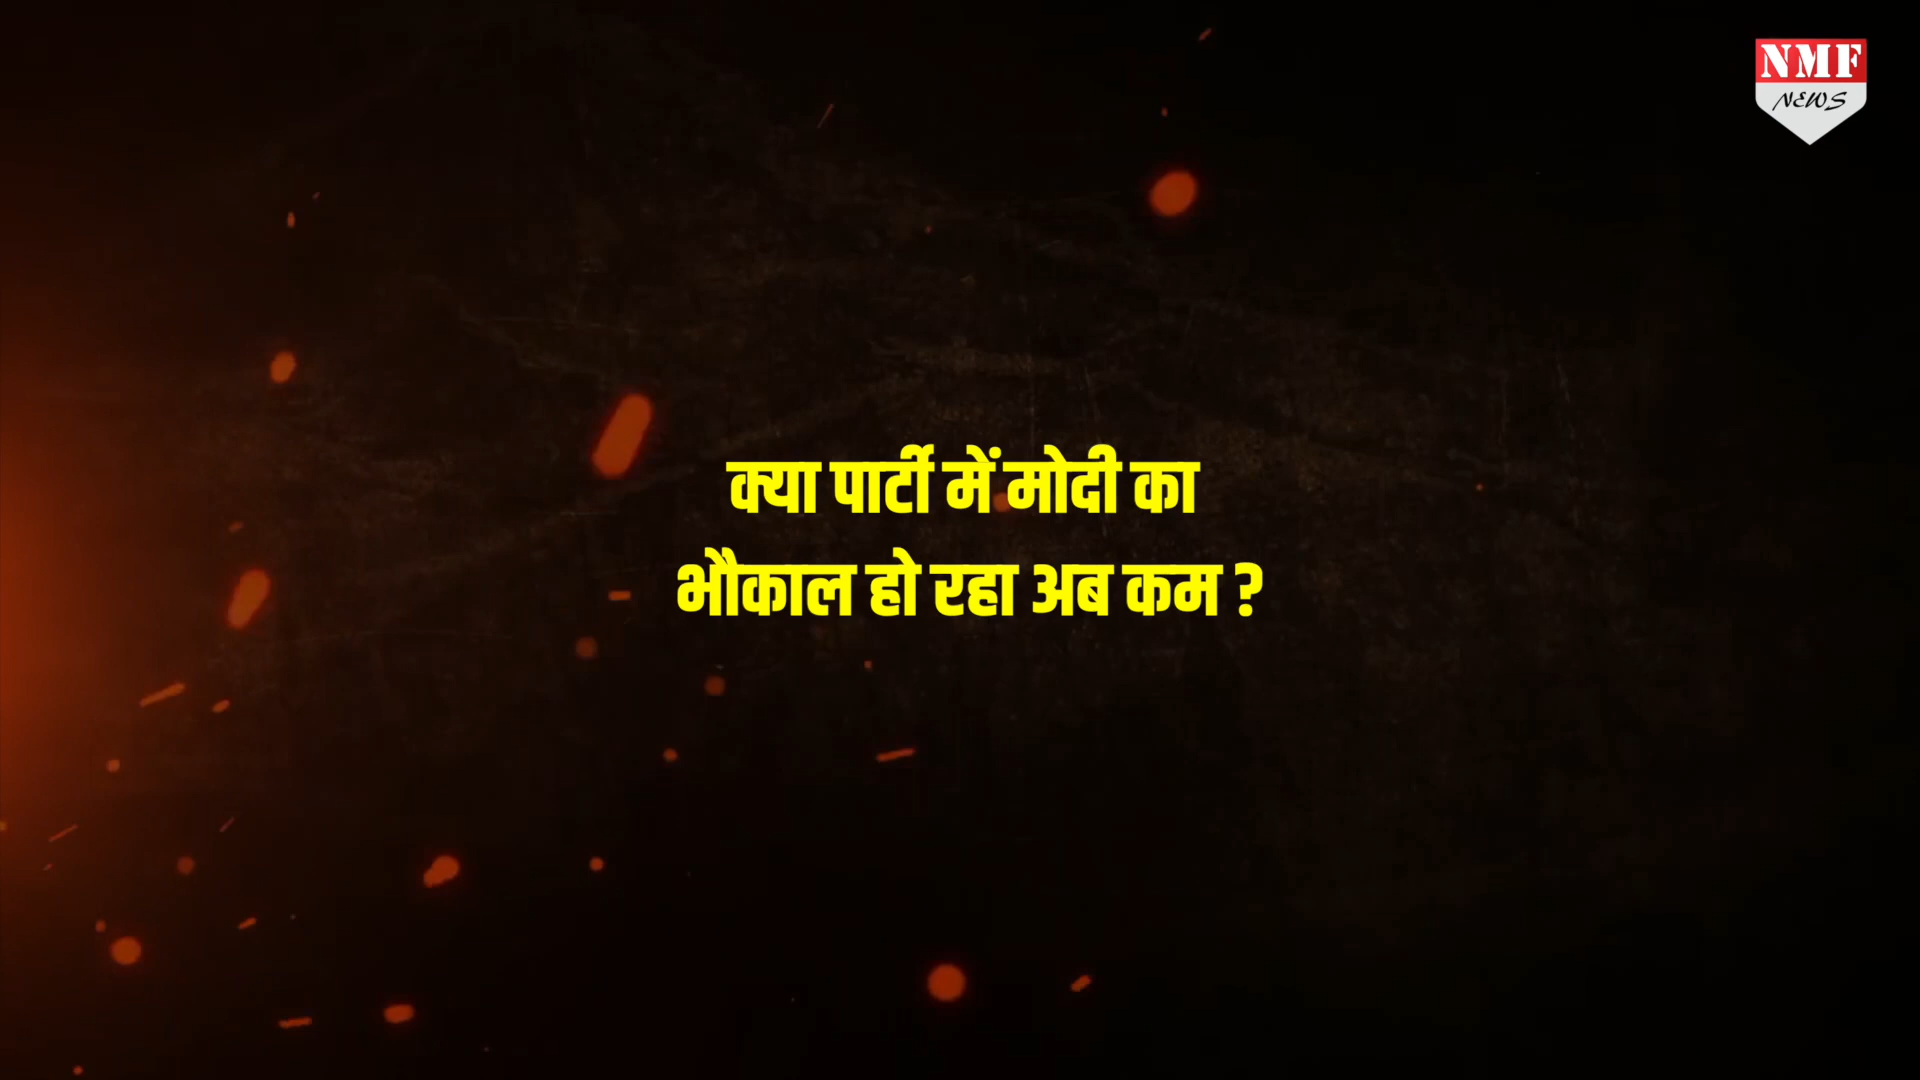 NMF
NEWS
क्या पार्टी में मोदी का
भौकाल हो रहा अब कम ?